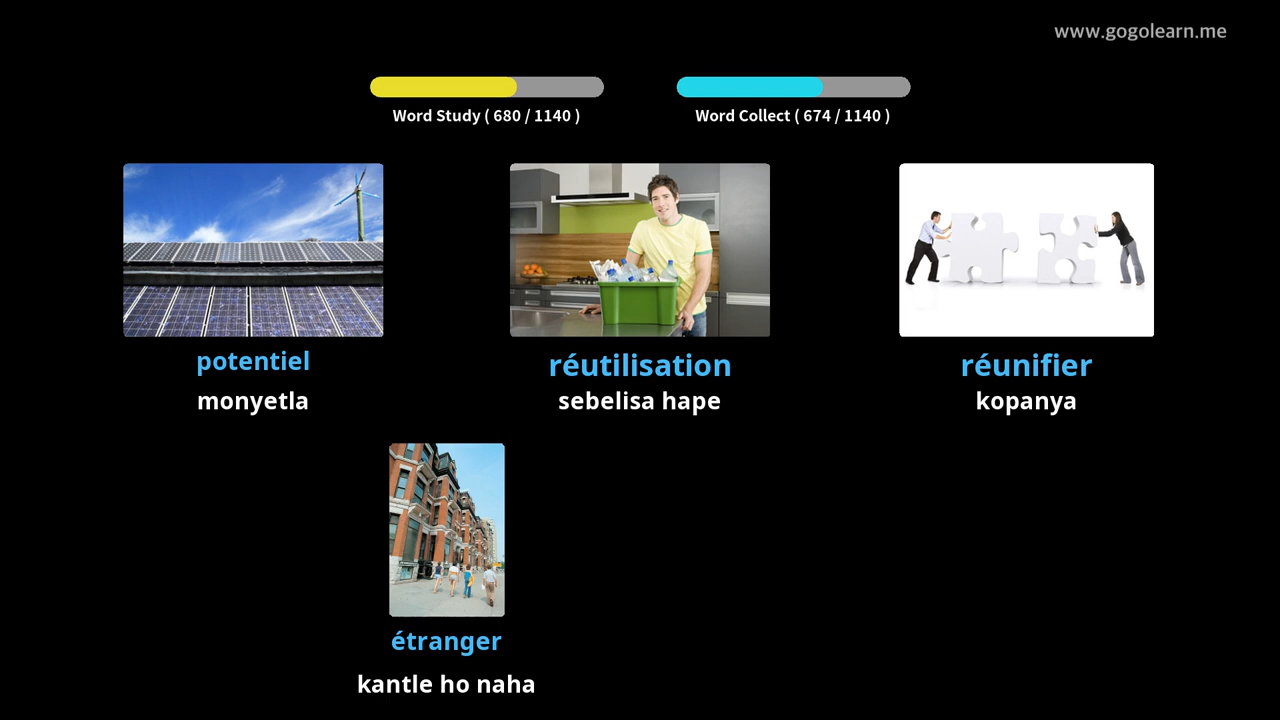 www.gogolearn.me
Word Study ( 680 / 1140 )
Word Collect ( 674 / 1140 )
potentiel
monyetla
réutilisation
sebelisa hape
réunifier
kopanya
étranger
kantle ho naha